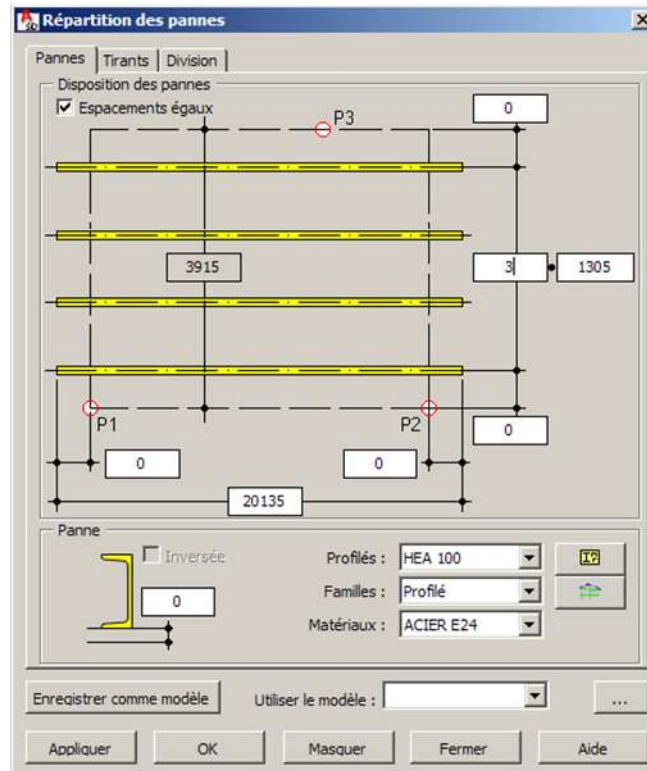 Répartition des pannes
Pannes Tirants Division
Disposition des pannes
Espacements égaux
0
P3
3915
3 1305
P1
P2
0
0
0
20135
Panne
Inversée
0
Profilés : HEA 100
Familles : Profilé
Matériaux : ACIER E24
Enregistrer comme modèle Utiliser le modèle : ...
Appliquer OK Masquer Fermer Aide